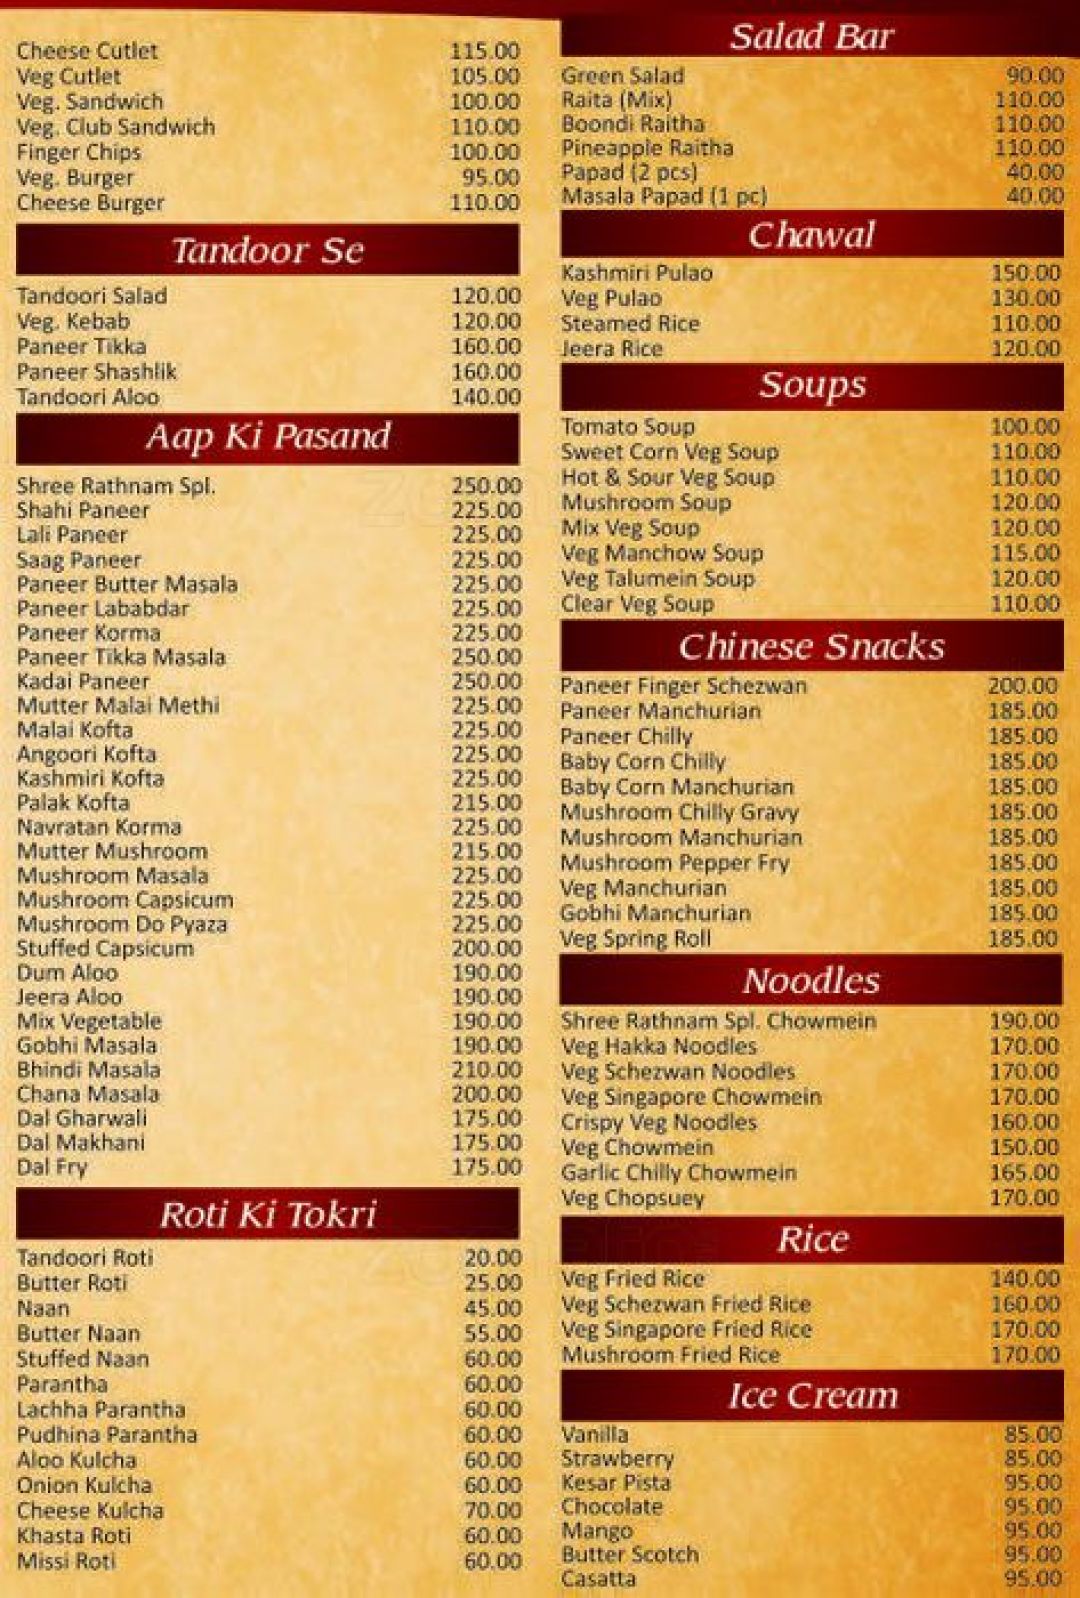 Cheese Cutlet 115.00
Veg Cutlet 105.00
Veg. Sandwich 100.00
Veg. Club Sandwich 110.00
Finger Chips 100.00
Veg. Burger 95.00
Cheese Burger 110.00
Tandoor Se
Tandoori Salad 120.00
Veg. Kebab 120.00
Paneer Tikka 160.00
Paneer Shashlik 160.00
Tandoori Aloo 140.00
Aap Ki Pasand
Shree Rathnam Spl. 250.00
Shahi Paneer 225.00
Lali Paneer 225.00
Saag Paneer 225.00
Paneer Butter Masala 225.00
Paneer Lababdar 225.00
Paneer Korma 225.00
Paneer Tikka Masala 250.00
Kadai Paneer 250.00
Mutter Malai Methi 225.00
Malai Kofta 225.00
Angoori Kofta 225.00
Kashmiri Kofta 225.00
Palak Kofta 215.00
Navratan Korma 225.00
Mutter Mushroom 215.00
Mushroom Masala 225.00
Mushroom Capsicum 225.00
Mushroom Do Pyaza 225.00
Stuffed Capsicum 200.00
Dum Aloo 190.00
Jeera Aloo 190.00
Mix Vegetable 190.00
Gobhi Masala 190.00
Bhindi Masala 210.00
Chana Masala 200.00
Dal Gharwali 175.00
Dal Makhani 175.00
Dal Fry 175.00
Roti Ki Tokri
Tandoori Roti 20.00
Butter Roti 25.00
Naan 45.00
Butter Naan 55.00
Stuffed Naan 60.00
Parantha 60.00
Lachha Parantha 60.00
Pudhina Parantha 60.00
Aloo Kulcha 60.00
Onion Kulcha 60.00
Cheese Kulcha 70.00
Khasta Roti 60.00
Missi Roti 60.00
Salad Bar
Green Salad 90.00
Raita (Mix) 110.00
Boondi Raitha 110.00
Pineapple Raitha 110.00
Papad (2 pcs) 40.00
Masala Papad (1 pc) 40.00
Chawal
Kashmiri Pulao 150.00
Veg Pulao 130.00
Steamed Rice 110.00
Jeera Rice 120.00
Soups
Tomato Soup 100.00
Sweet Corn Veg Soup 110.00
Hot & Sour Veg Soup 110.00
Mushroom Soup 120.00
Mix Veg Soup 120.00
Veg Manchow Soup 115.00
Veg Talumein Soup 120.00
Clear Veg Soup 110.00
Chinese Snacks
Paneer Finger Schezwan 200.00
Paneer Manchurian 185.00
Paneer Chilly 185.00
Baby Corn Chilly 185.00
Baby Corn Manchurian 185.00
Mushroom Chilly Gravy 185.00
Mushroom Manchurian 185.00
Mushroom Pepper Fry 185.00
Veg Manchurian 185.00
Gobhi Manchurian 185.00
Veg Spring Roll 185.00
Noodles
Shree Rathnam Spl. Chowmein 190.00
Veg Hakka Noodles 170.00
Veg Schezwan Noodles 170.00
Veg Singapore Chowmein 170.00
Crispy Veg Noodles 160.00
Veg Chowmein 150.00
Garlic Chilly Chowmein 165.00
Veg Chopsuey 170.00
Rice
Veg Fried Rice 140.00
Veg Schezwan Fried Rice 160.00
Veg Singapore Fried Rice 170.00
Mushroom Fried Rice 170.00
Ice Cream
Vanilla 85.00
Strawberry 85.00
Kesar Pista 95.00
Chocolate 95.00
Mango 95.00
Butter Scotch 95.00
Casatta 95.00